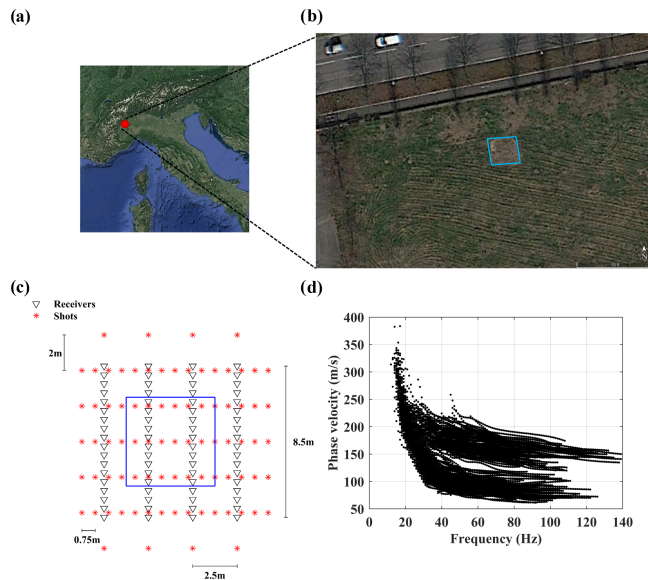 (a)
(b)
N
(c)
Receivers
Shots
2m
8.5m
0.75m
2.5m
(d)
400
350
300
250
200
150
100
50
0 20 40 60 80 100 120 140
Phase velocity (m/s)
Frequency (Hz)